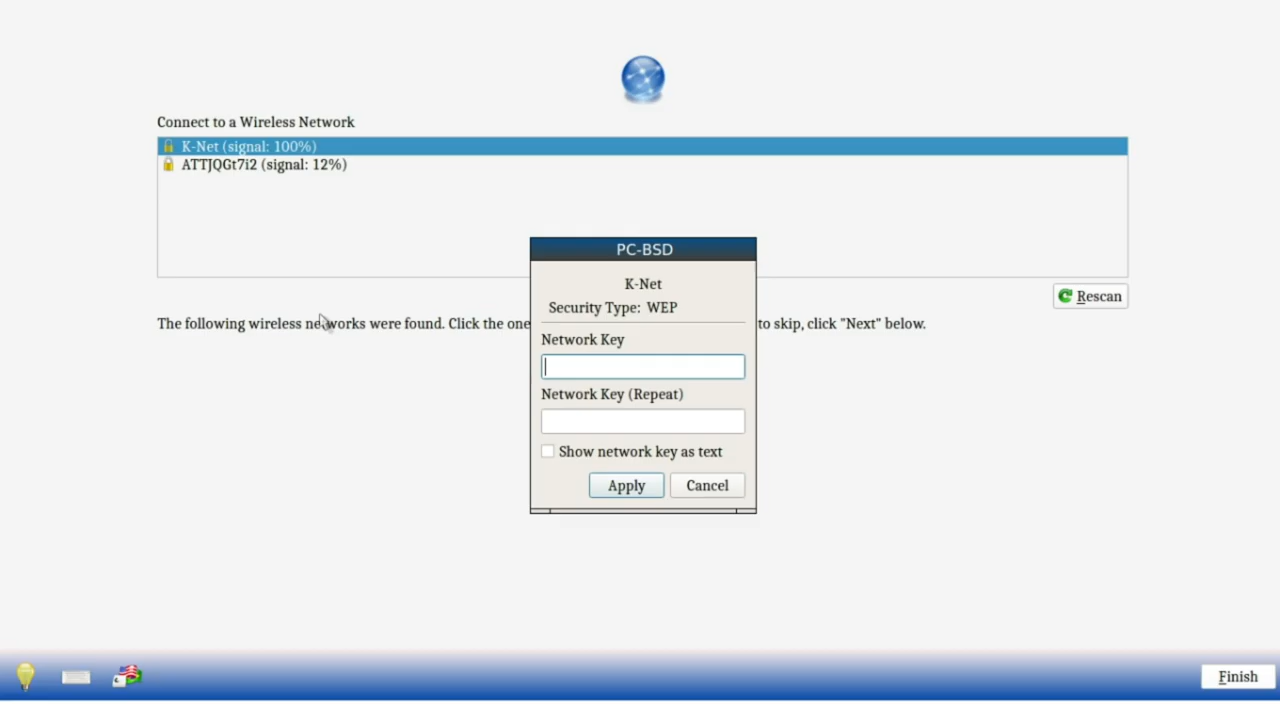 Connect to a Wireless Network
K-Net (signal: 100%)
ATTJQGt7i2 (signal: 12%)
Rescan
The following wireless networks were found. Click the one to skip, click "Next" below.
PC-BSD
K-Net
Security Type: WEP
Network Key
Network Key (Repeat)
Show network key as text
Apply Cancel
Finish